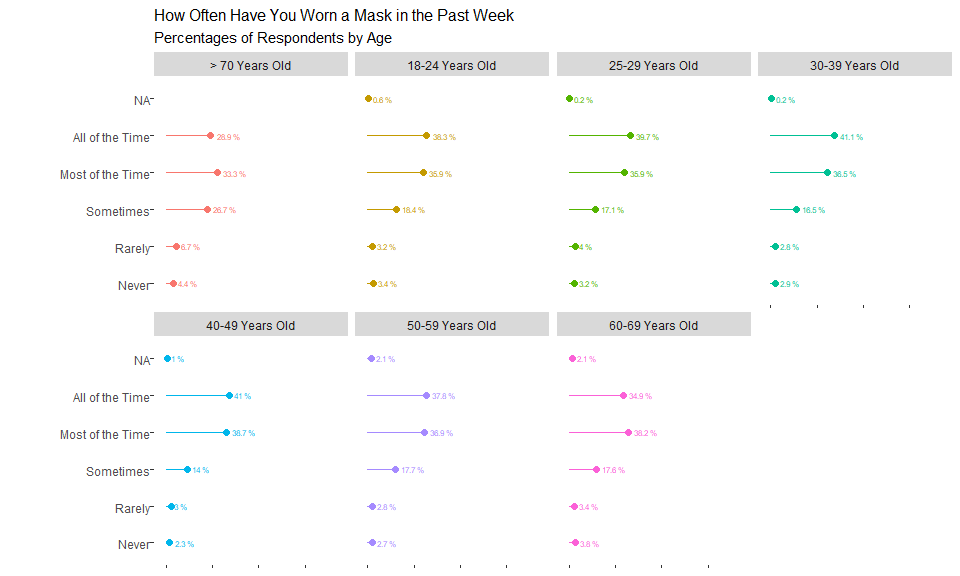 How Often Have You Worn a Mask in the Past Week
Percentages of Respondents by Age
> 70 Years Old 18-24 Years Old 25-29 Years Old 30-39 Years Old
NA 0.6 % 0.2 % 0.2 %
All of the Time 28.9 % 38.3 % 39.7 % 41.1 %
Most of the Time 33.3 % 35.9 % 35.9 % 36.5 %
Sometimes 26.7 % 18.4 % 17.1 % 16.5 %
Rarely 6.7 % 3.2 % 4 % 2.8 %
Never 4.4 % 3.4 % 3.2 % 2.9 %
40-49 Years Old 50-59 Years Old 60-69 Years Old
NA 1 % 2.1 % 2.1 %
All of the Time 41 % 37.8 % 34.9 %
Most of the Time 38.7 % 36.9 % 38.2 %
Sometimes 14 % 17.7 % 17.6 %
Rarely 3 % 2.8 % 3.4 %
Never 2.3 % 2.7 % 3.8 %